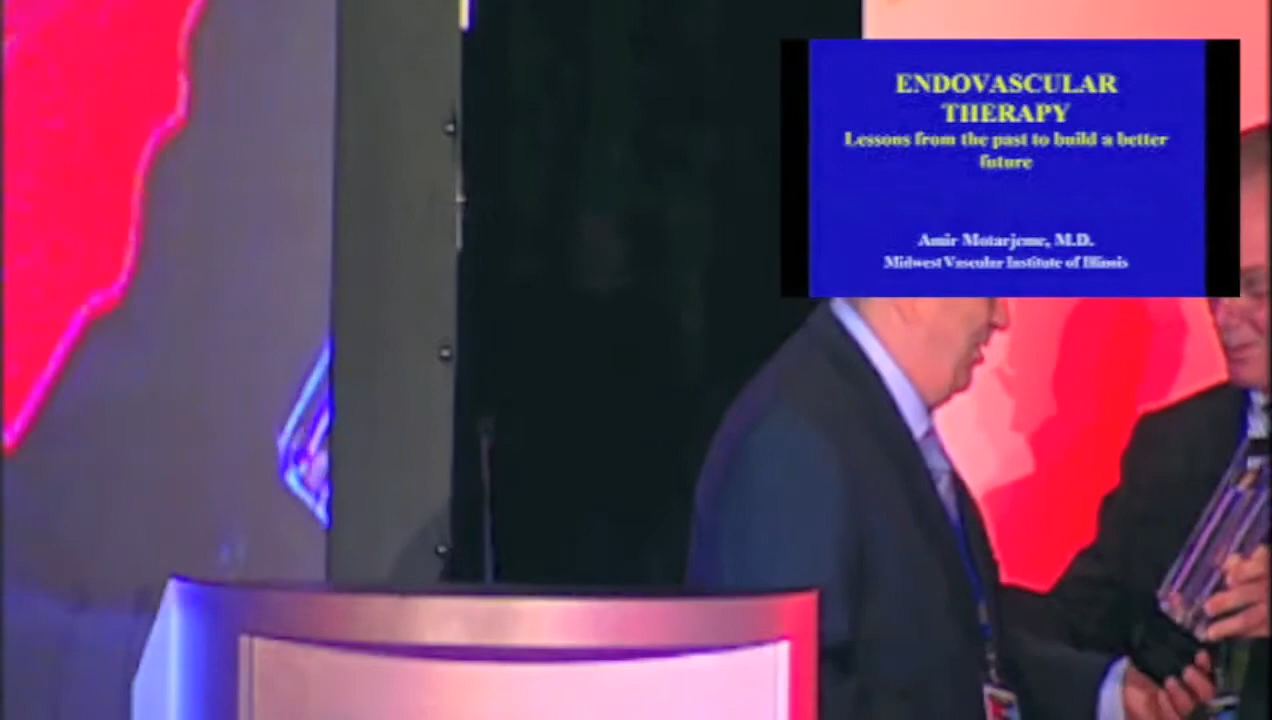 ENDOVASCULAR
THERAPY
Lessons from the past to build a better
future
Amir Motarjeme, M.D.
Midwest Vascular Institute of Illinois